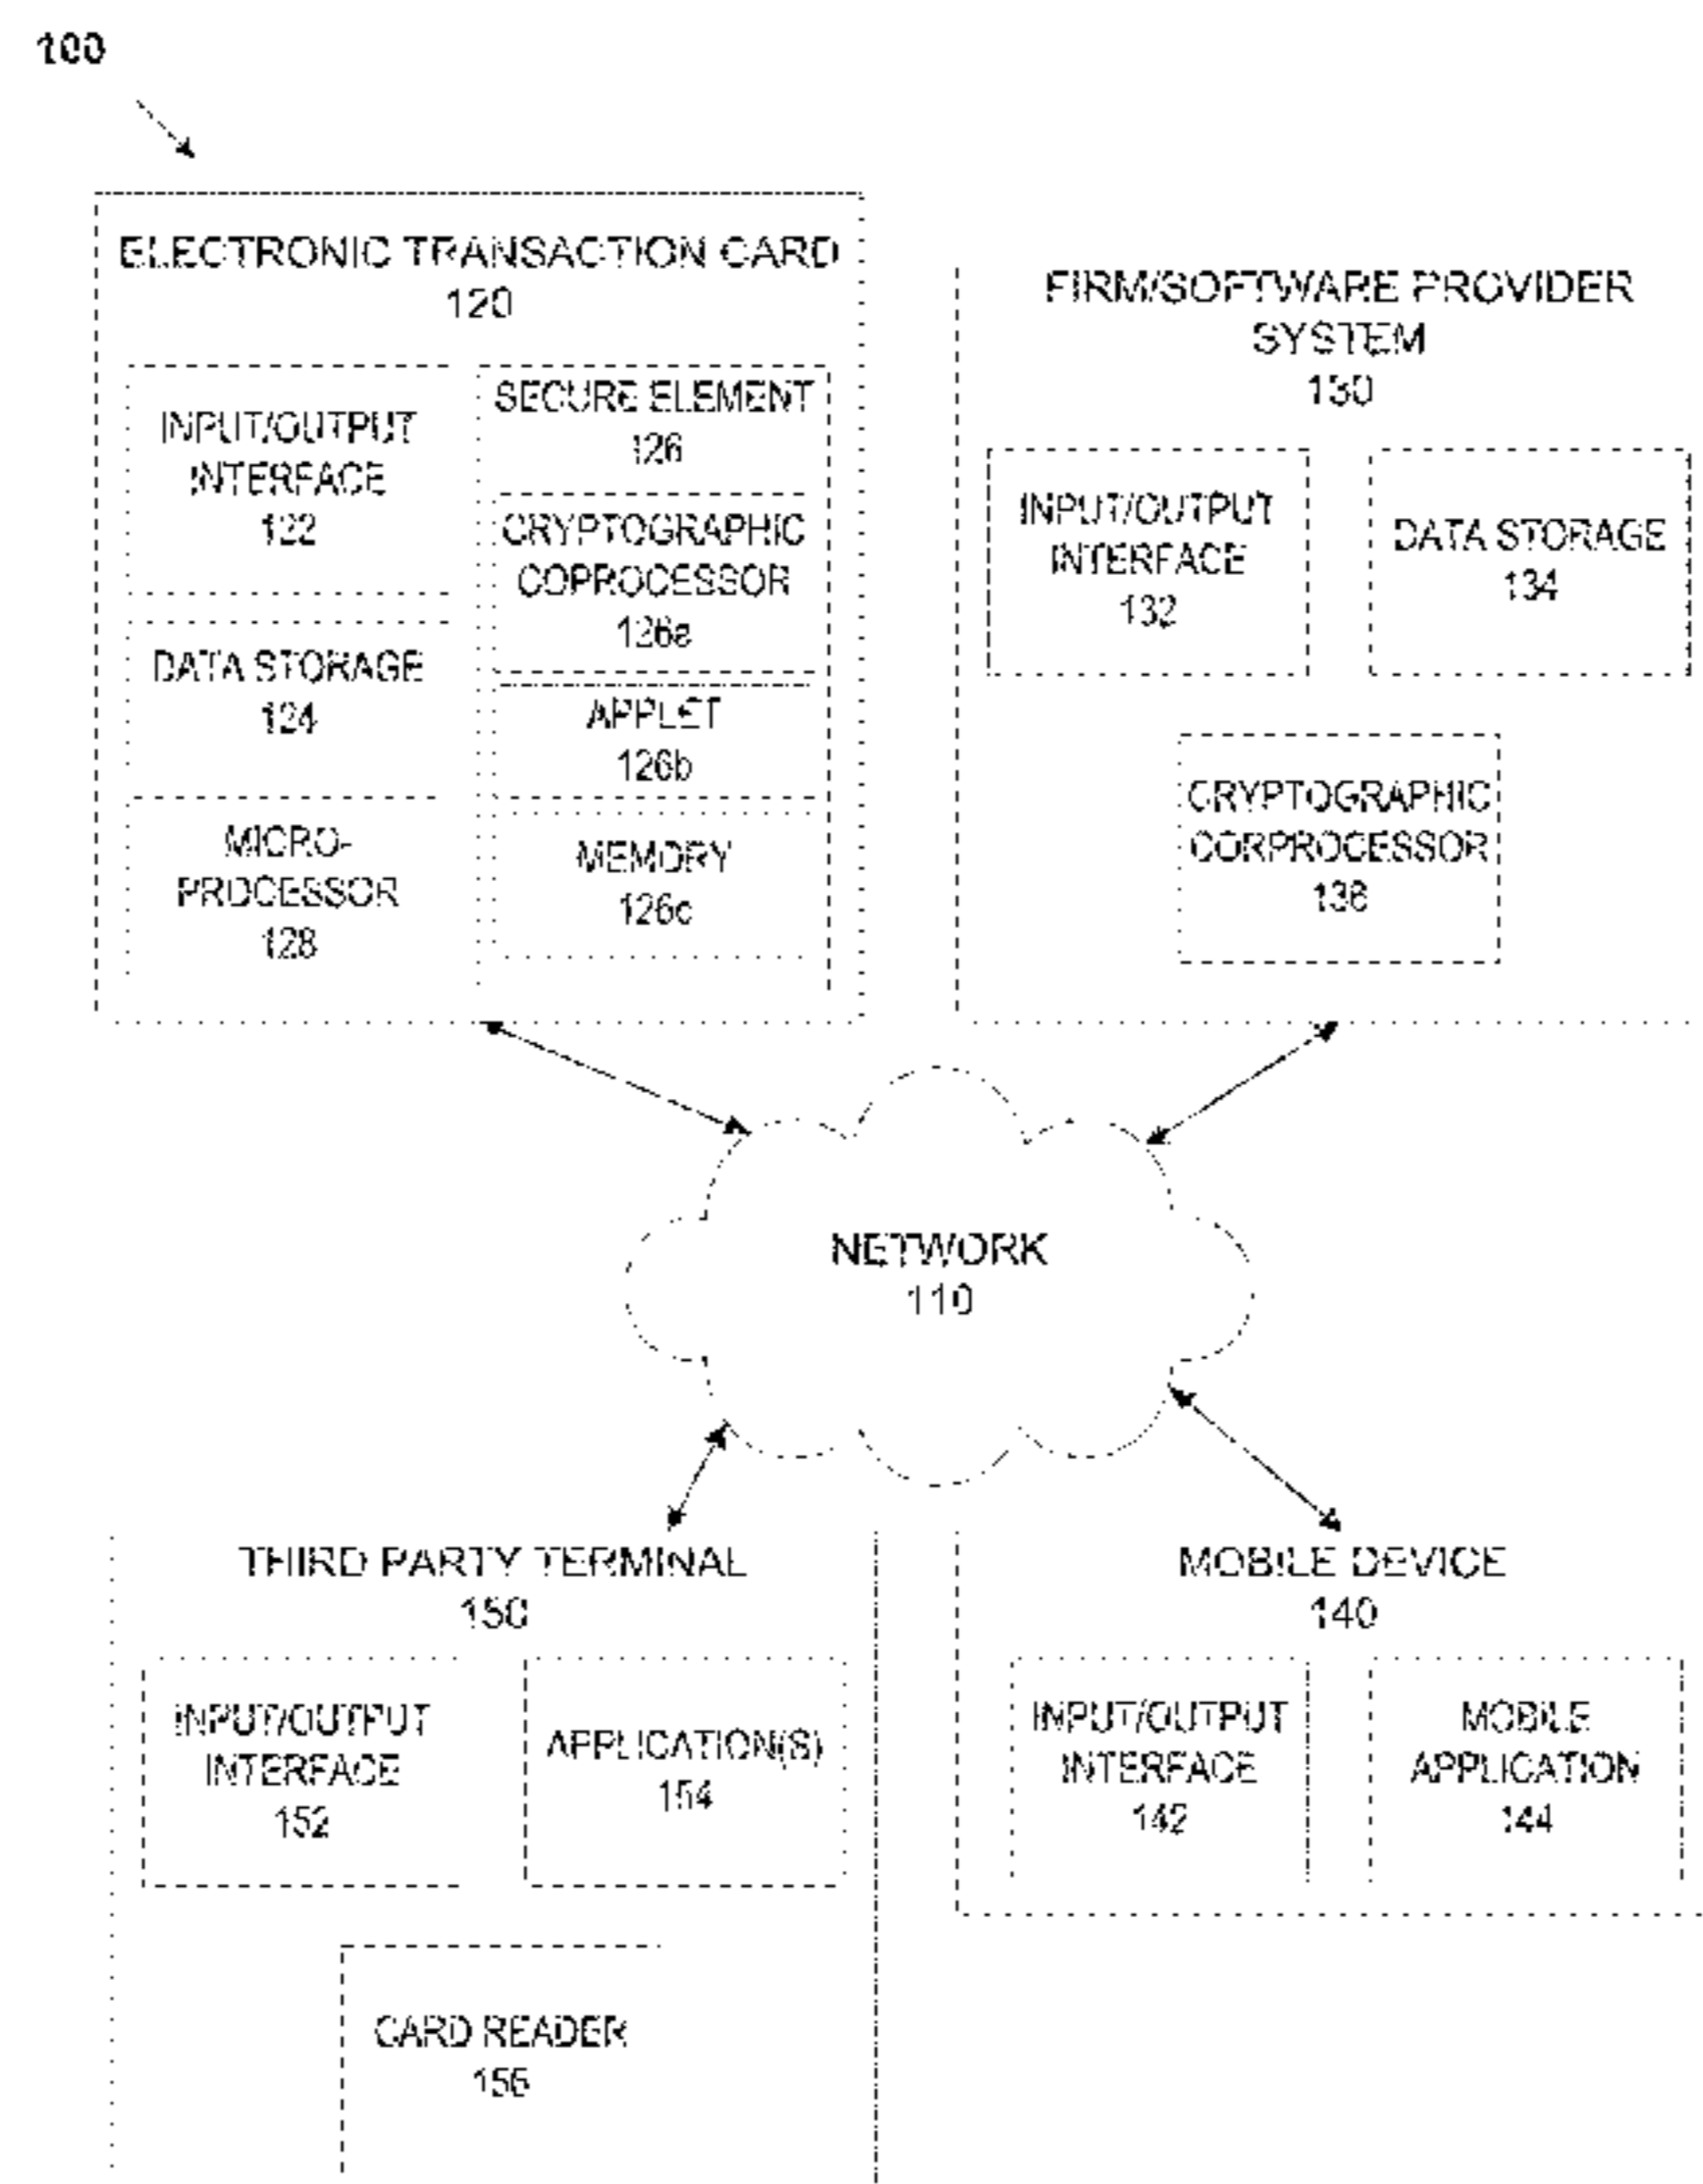 100
ELECTRONIC TRANSACTION CARD
120
INPUT/OUTPUT
INTERFACE
122
DATA STORAGE
124
MICRO-
PROCESSOR
128
SECURE ELEMENT
126
CRYPTOGRAPHIC
COPROCESSOR
126a
APPLET
126b
MEMORY
126c
FIRM/SOFTWARE PROVIDER
SYSTEM
130
INPUT/OUTPUT
INTERFACE
132
DATA STORAGE
134
CRYPTOGRAPHIC
CORPROCESSOR
136
NETWORK
110
THIRD PARTY TERMINAL
150
INPUT/OUTPUT
INTERFACE
152
APPLICATION(S)
154
CARD READER
156
MOBILE DEVICE
140
INPUT/OUTPUT
INTERFACE
142
MOBILE
APPLICATION
144